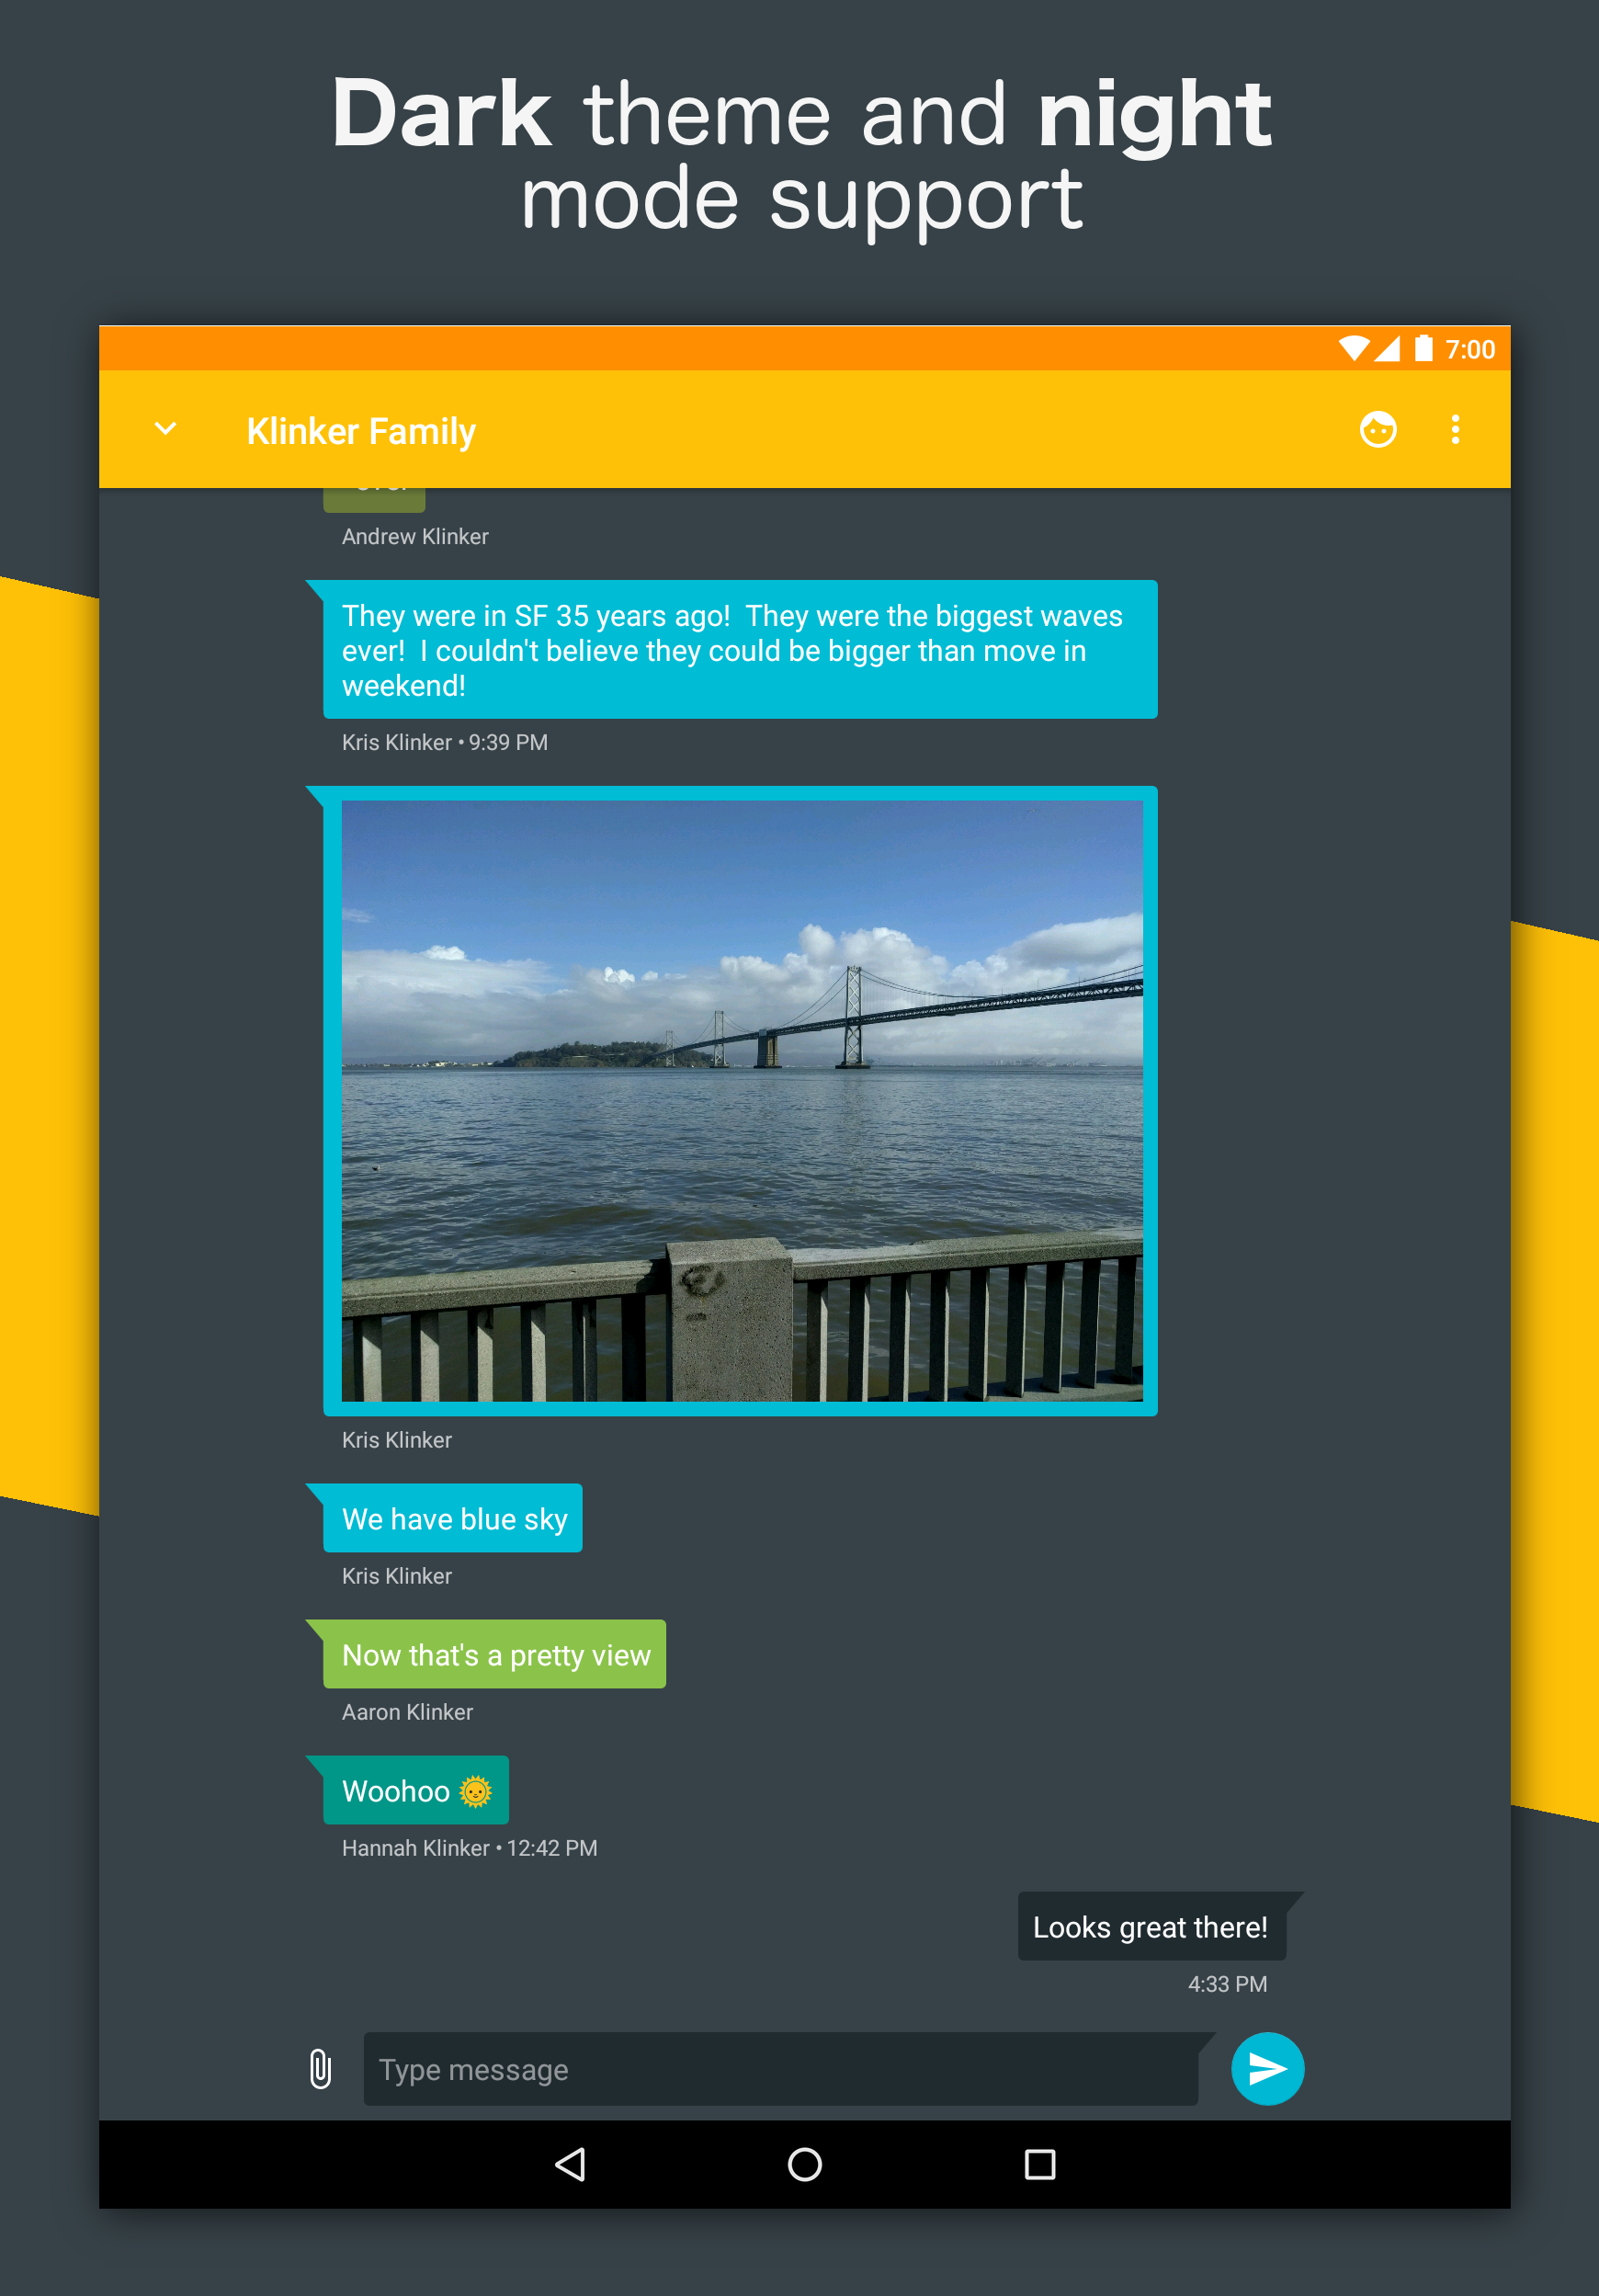 Dark theme and night
mode support
7:00
Klinker Family
Andrew Klinker
They were in SF 35 years ago!  They were the biggest waves
ever!  I couldn't believe they could be bigger than move in
weekend!
Kris Klinker • 9:39 PM
Kris Klinker
We have blue sky
Kris Klinker
Now that's a pretty view
Aaron Klinker
Woohoo 🌞
Hannah Klinker • 12:42 PM
Looks great there!
4:33 PM
Type message